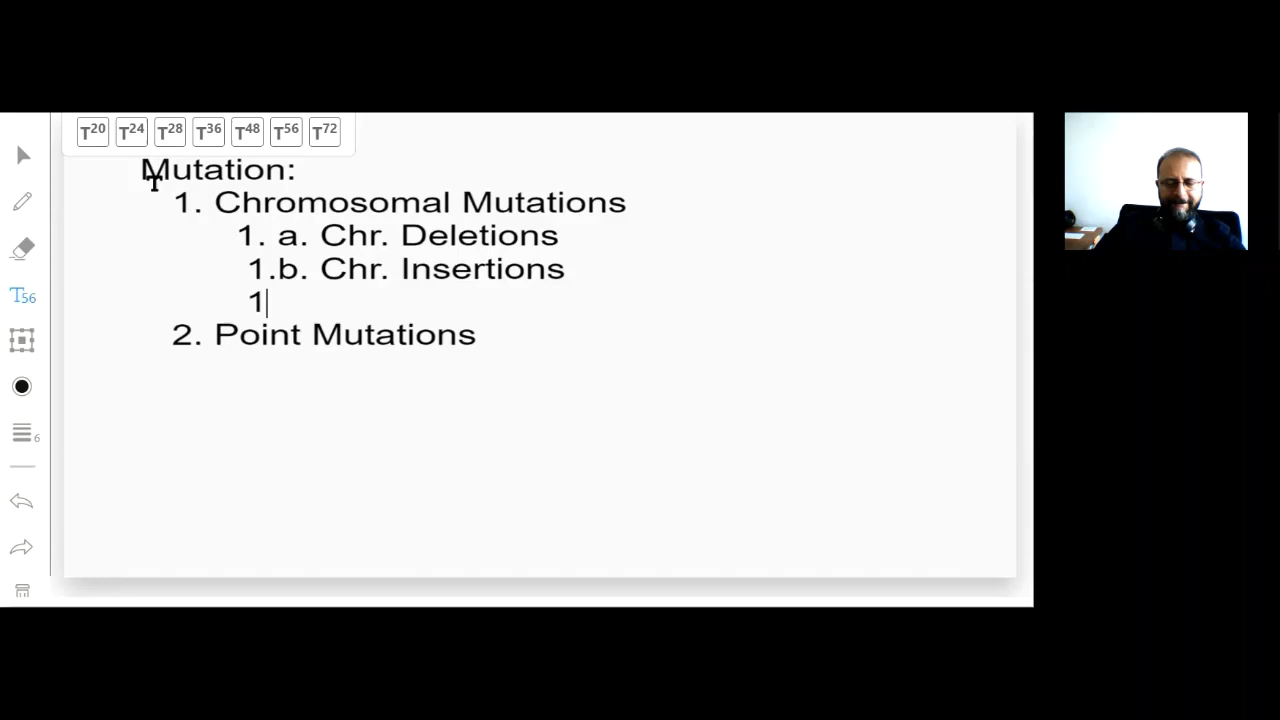 T20 T24 T28 T36 T48 T56 T72
Mutation:
1. Chromosomal Mutations
1. a. Chr. Deletions
1.b. Chr. Insertions
1
2. Point Mutations
T56
6